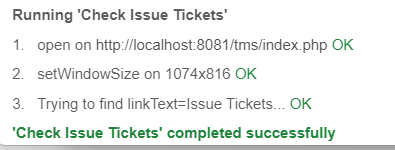 Running 'Check Issue Tickets'
1. open on http://localhost:8081/tms/index.php OK
2. setWindowSize on 1074x816 OK
3. Trying to find linkText=Issue Tickets... OK
'Check Issue Tickets' completed successfully